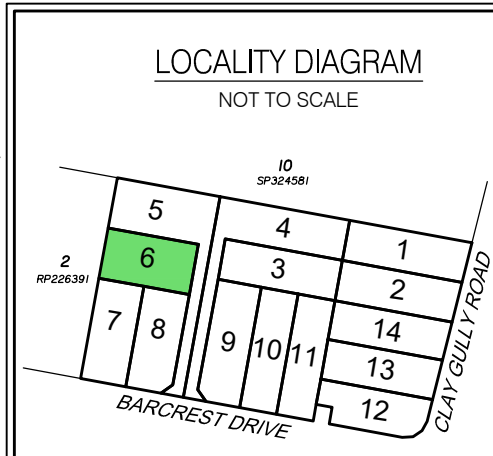 LOCALITY DIAGRAM
NOT TO SCALE
10
SP324581
5
4
1
2
RP226391
6
3
2
14
7
8
9
10
11
13
12
BARCREST DRIVE
CLAY GULLY ROAD